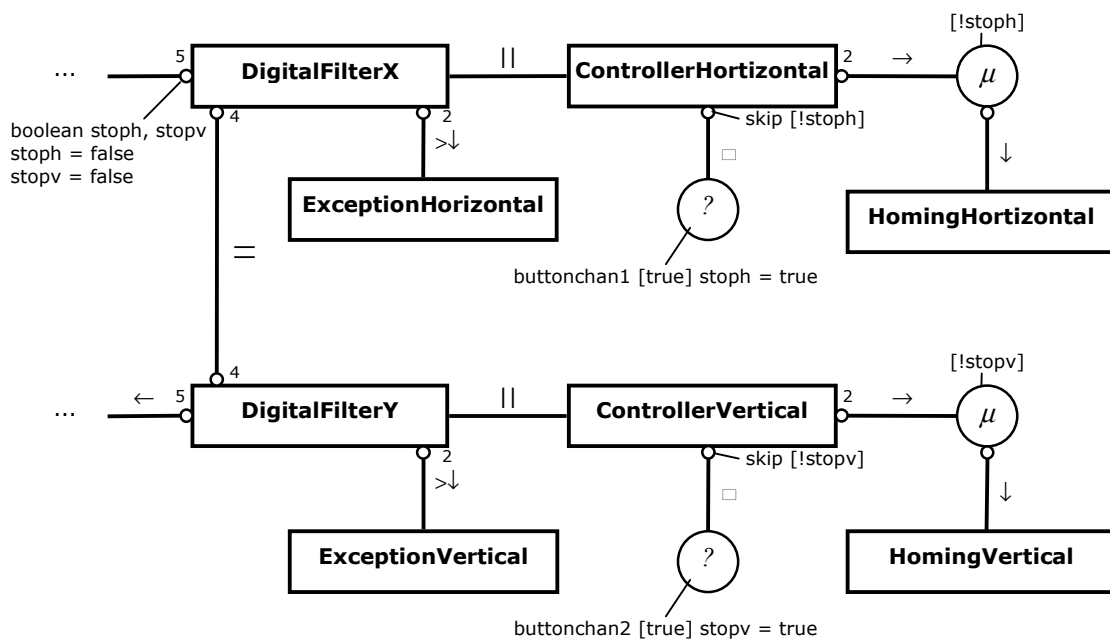 [!stoph]
5
2
...
DigitalFilterX
||
ControllerHortizontal
→
μ
4
2
skip [!stoph]
boolean stoph, stopv
stoph = false
stopv = false
>↓
□
↓
ExceptionHorizontal
?
HomingHortizontal
=
buttonchan1 [true] stoph = true
[!stopv]
4
5
2
...
←
DigitalFilterY
||
ControllerVertical
→
μ
2
skip [!stopv]
>↓
□
↓
ExceptionVertical
?
HomingVertical
buttonchan2 [true] stopv = true